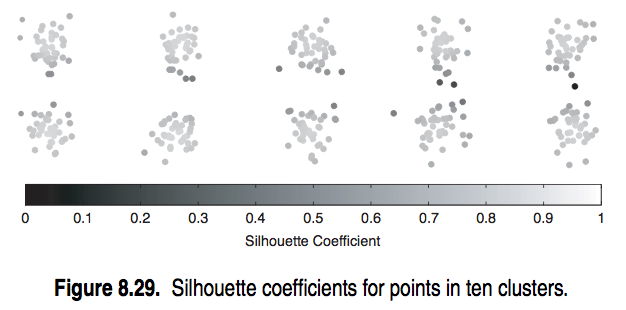 0 0.1 0.2 0.3 0.4 0.5 0.6 0.7 0.8 0.9 1
Silhouette Coefficient
Figure 8.29. Silhouette coefficients for points in ten clusters.